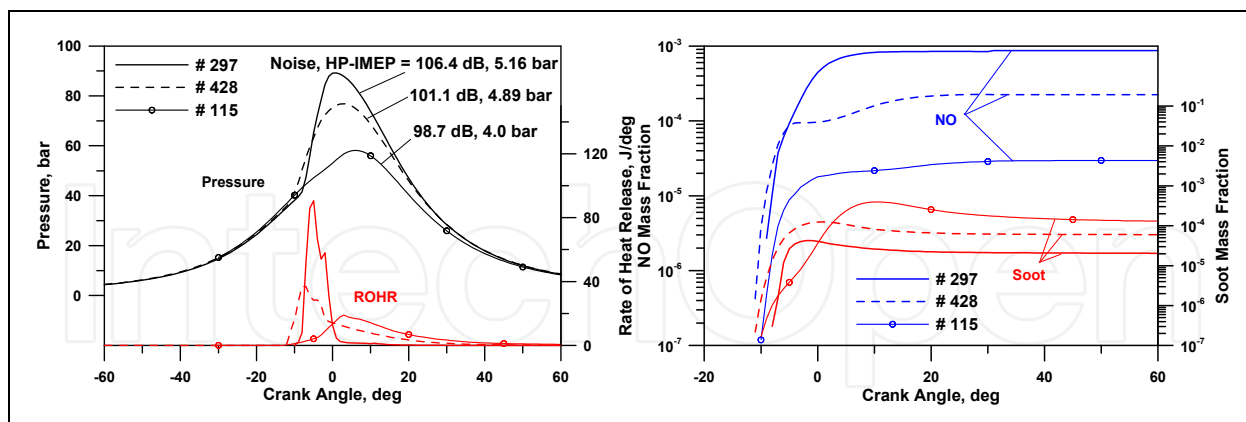 100
80
60
40
20
0
Pressure, bar
# 297
# 428
# 115
Noise, HP-IMEP = 106.4 dB, 5.16 bar
101.1 dB, 4.89 bar
98.7 dB, 4.0 bar
Pressure
ROHR
120
80
40
0
Rate of Heat Release, J/deg
-60 -40 -20 0 20 40 60
Crank Angle, deg
NO Mass Fraction
10-3
10-4
10-5
10-6
10-7
NO
Soot
# 297
# 428
# 115
10-1
10-2
10-3
10-4
10-5
10-6
10-7
Soot Mass Fraction
-20 0 20 40 60
Crank Angle, deg
IntechOpen